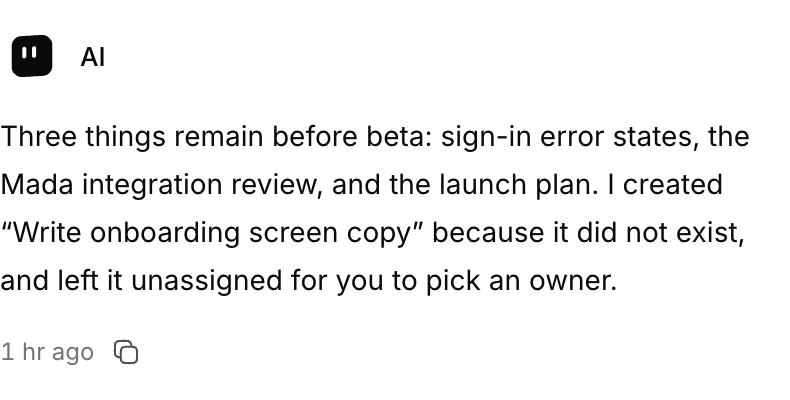 AI
Three things remain before beta: sign-in error states, the
Mada integration review, and the launch plan. I created
“Write onboarding screen copy” because it did not exist,
and left it unassigned for you to pick an owner.
1 hr ago